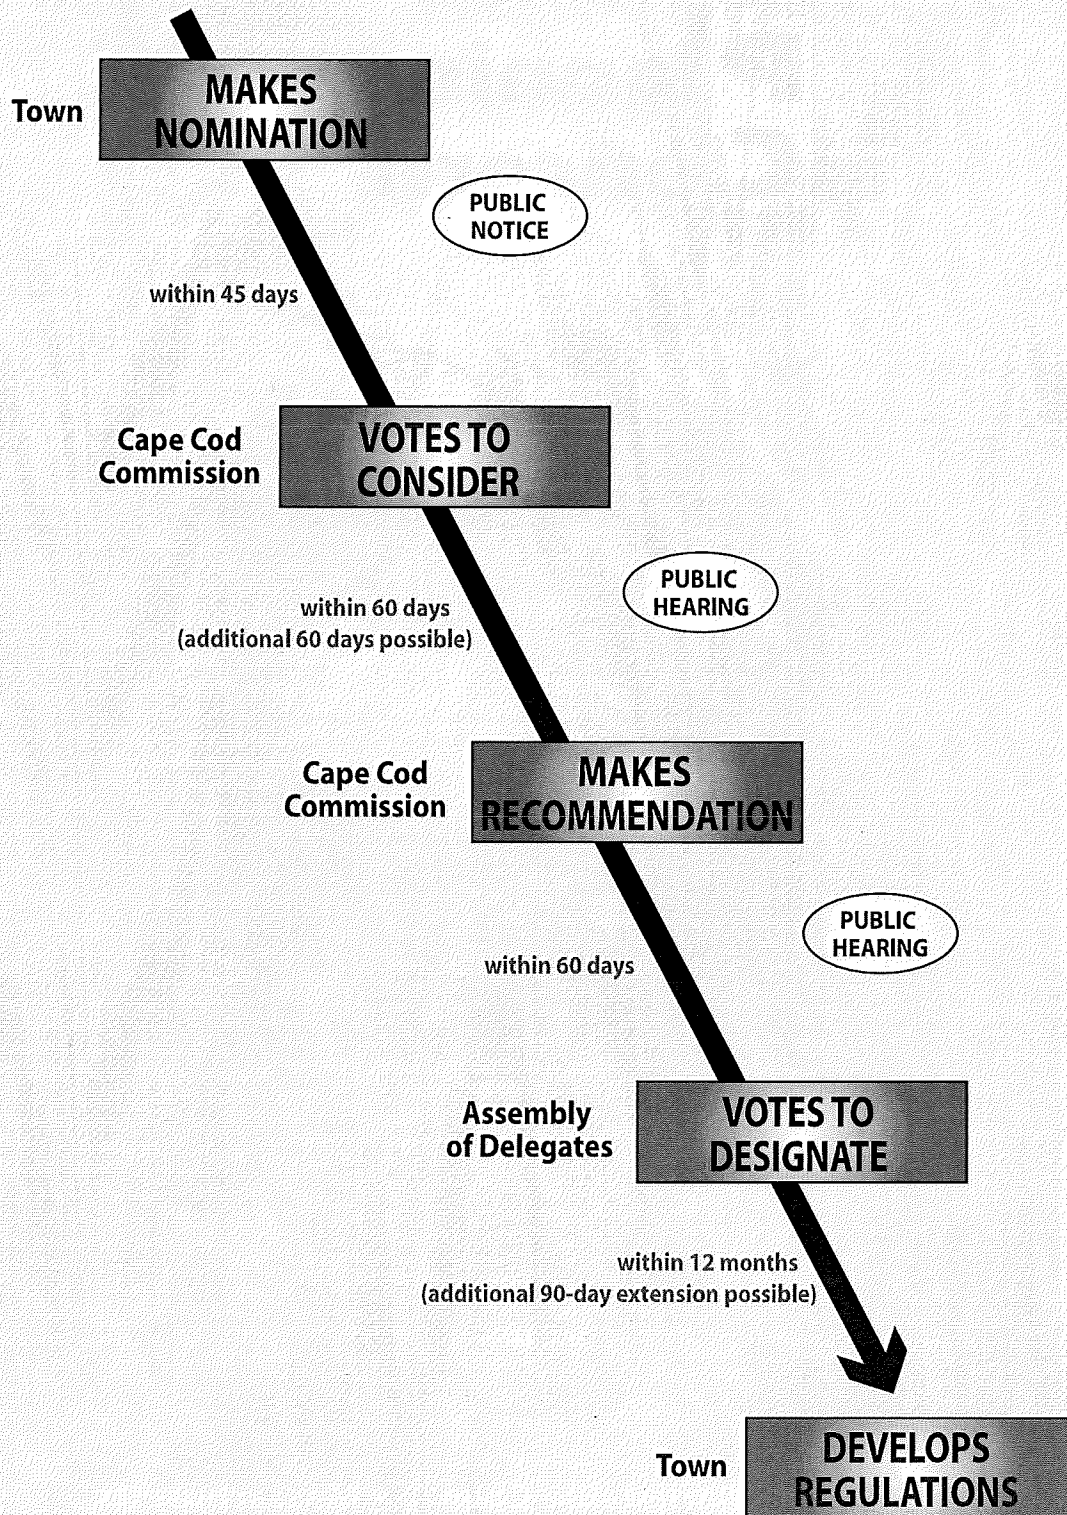 Town
MAKES
NOMINATION
PUBLIC
NOTICE
within 45 days
Cape Cod
Commission
VOTES TO
CONSIDER
within 60 days
(additional 60 days possible)
PUBLIC
HEARING
Cape Cod
Commission
MAKES
RECOMMENDATION
PUBLIC
HEARING
within 60 days
Assembly
of Delegates
VOTES TO
DESIGNATE
within 12 months
(additional 90-day extension possible)
Town
DEVELOPS
REGULATIONS